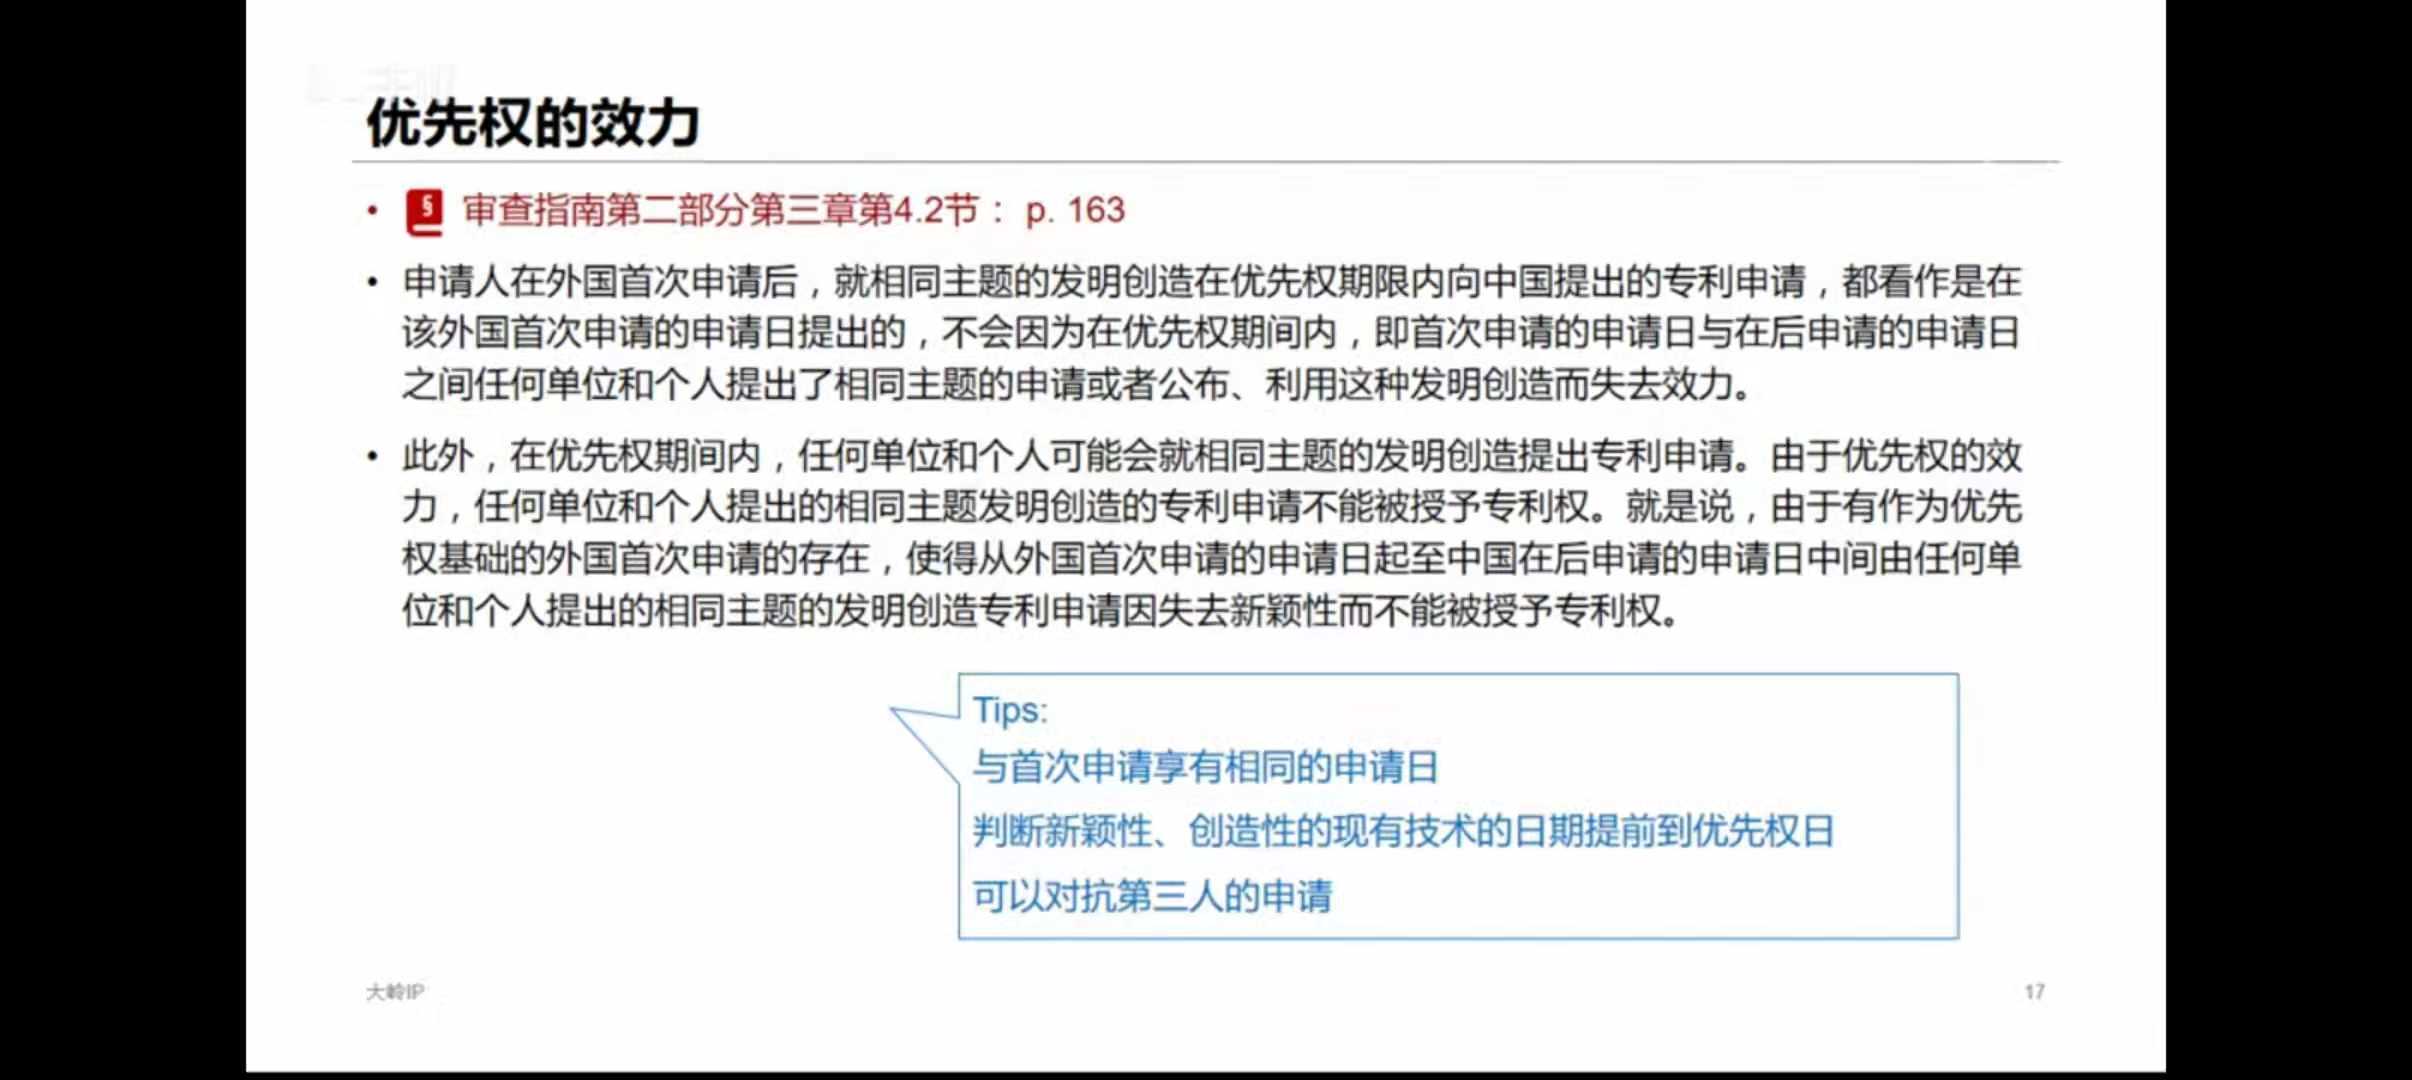 优先权的效力
• § 审查指南第二部分第三章第4.2节： p. 163
• 申请人在外国首次申请后，就相同主题的发明创造在优先权期限内向中国提出的专利申请，都看作是在
该外国首次申请的申请日提出的，不会因为在优先权期间内，即首次申请的申请日与在后申请的申请日
之间任何单位和个人提出了相同主题的申请或者公布、利用这种发明创造而失去效力。
• 此外，在优先权期间内，任何单位和个人可能会就相同主题的发明创造提出专利申请。由于优先权的效
力，任何单位和个人提出的相同主题发明创造的专利申请不能被授予专利权。就是说，由于有作为优先
权基础的外国首次申请的存在，使得从外国首次申请的申请日起至中国在后申请的申请日中间由任何单
位和个人提出的相同主题的发明创造专利申请因失去新颖性而不能被授予专利权。
Tips:
与首次申请享有相同的申请日
判断新颖性、创造性的现有技术的日期提前到优先权日
可以对抗第三人的申请
大岭IP
17